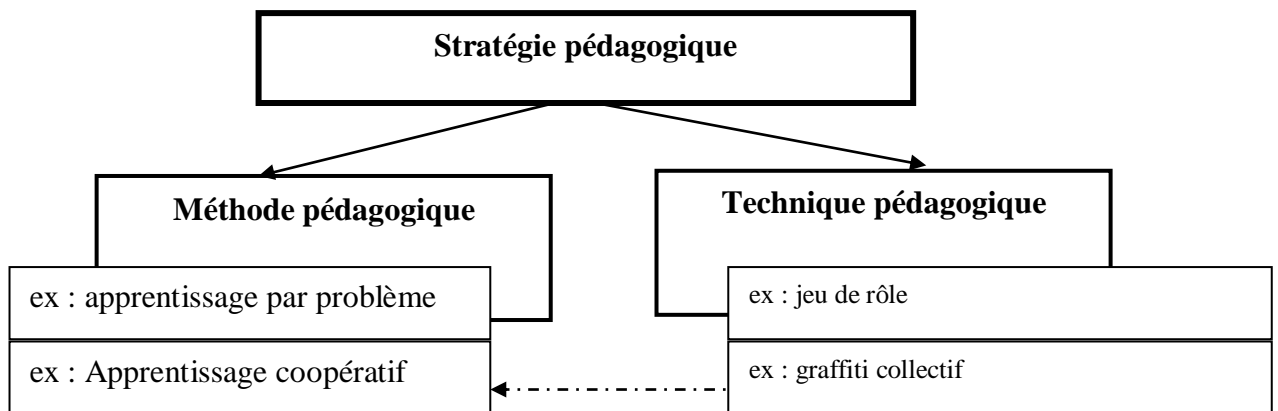 Stratégie pédagogique
Méthode pédagogique
Technique pédagogique
ex : apprentissage par problème
ex : jeu de rôle
ex : Apprentissage coopératif
ex : graffiti collectif